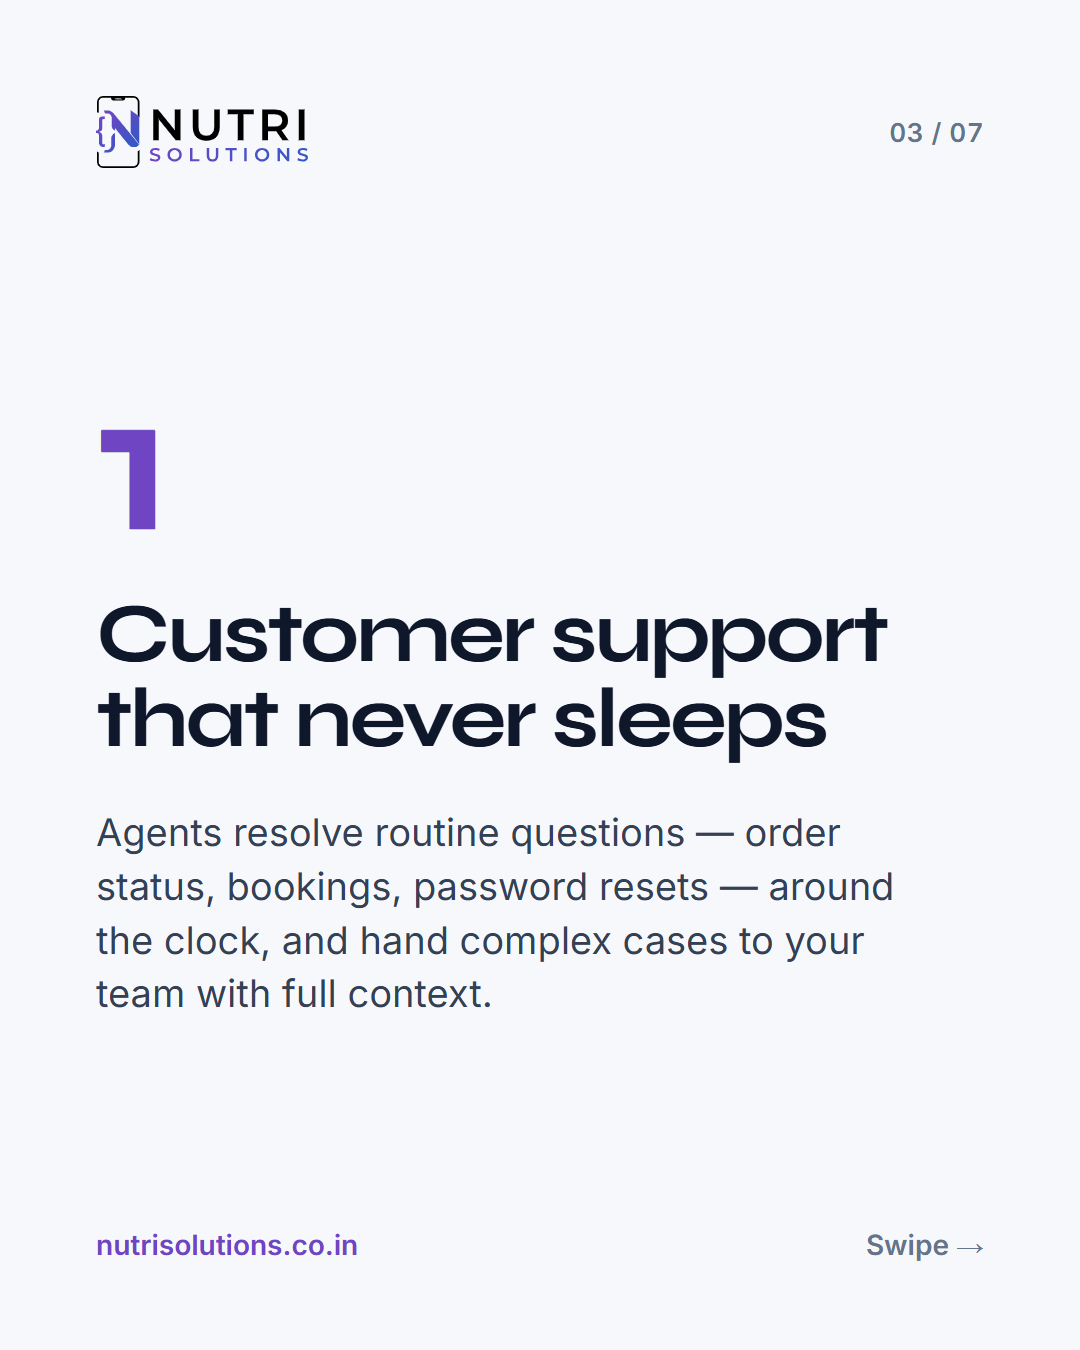 NUTRI
SOLUTIONS
03 / 07
1
Customer support
that never sleeps
Agents resolve routine questions — order
status, bookings, password resets — around
the clock, and hand complex cases to your
team with full context.
nutrisolutions.co.in
Swipe →